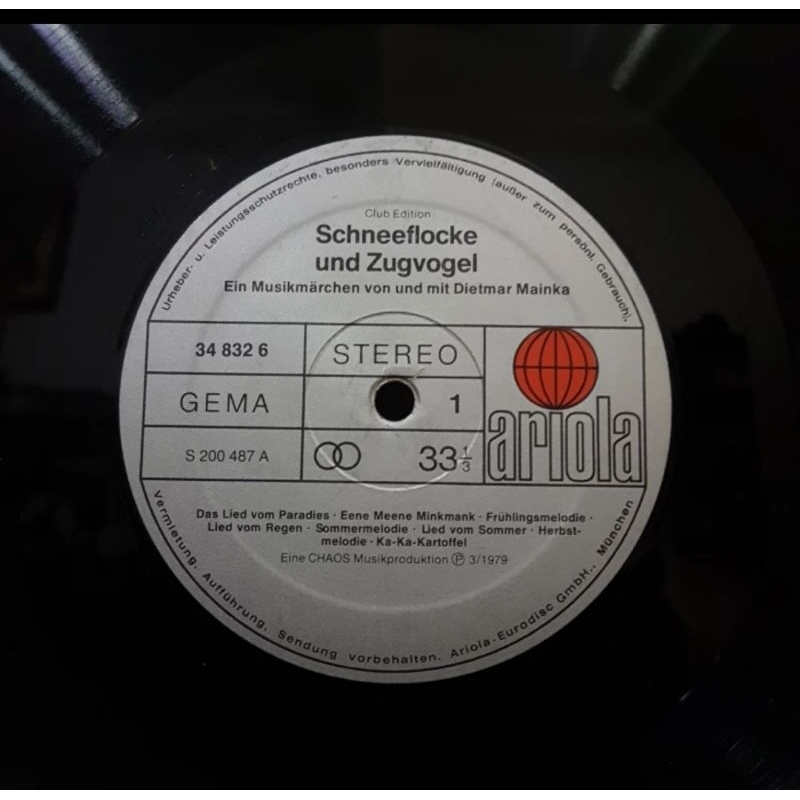 Urheber- u. Leistungsschutzrechte, besonders Vervielfältigung (außer zum persönl. Gebrauch),
Club Edition
Schneeflocke
und Zugvogel
Ein Musikmärchen von und mit Dietmar Mainka
34 832 6
STEREO
GEMA
1
S 200 487 A
33 1/3
ariola
Das Lied vom Paradies · Eene Meene Minkmank · Frühlingsmelodie ·
Lied vom Regen · Sommermelodie · Lied vom Sommer · Herbst-
melodie · Ka-Ka-Kartoffel
Eine CHAOS Musikproduktion Ⓟ 3/1979
Vermietung, Aufführung, Sendung vorbehalten. Ariola-Eurodisc GmbH., München